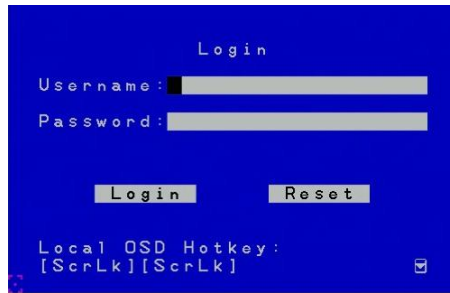 Login
Username:
Password:
Login Reset
Local OSD Hotkey:
[ScrLk][ScrLk]